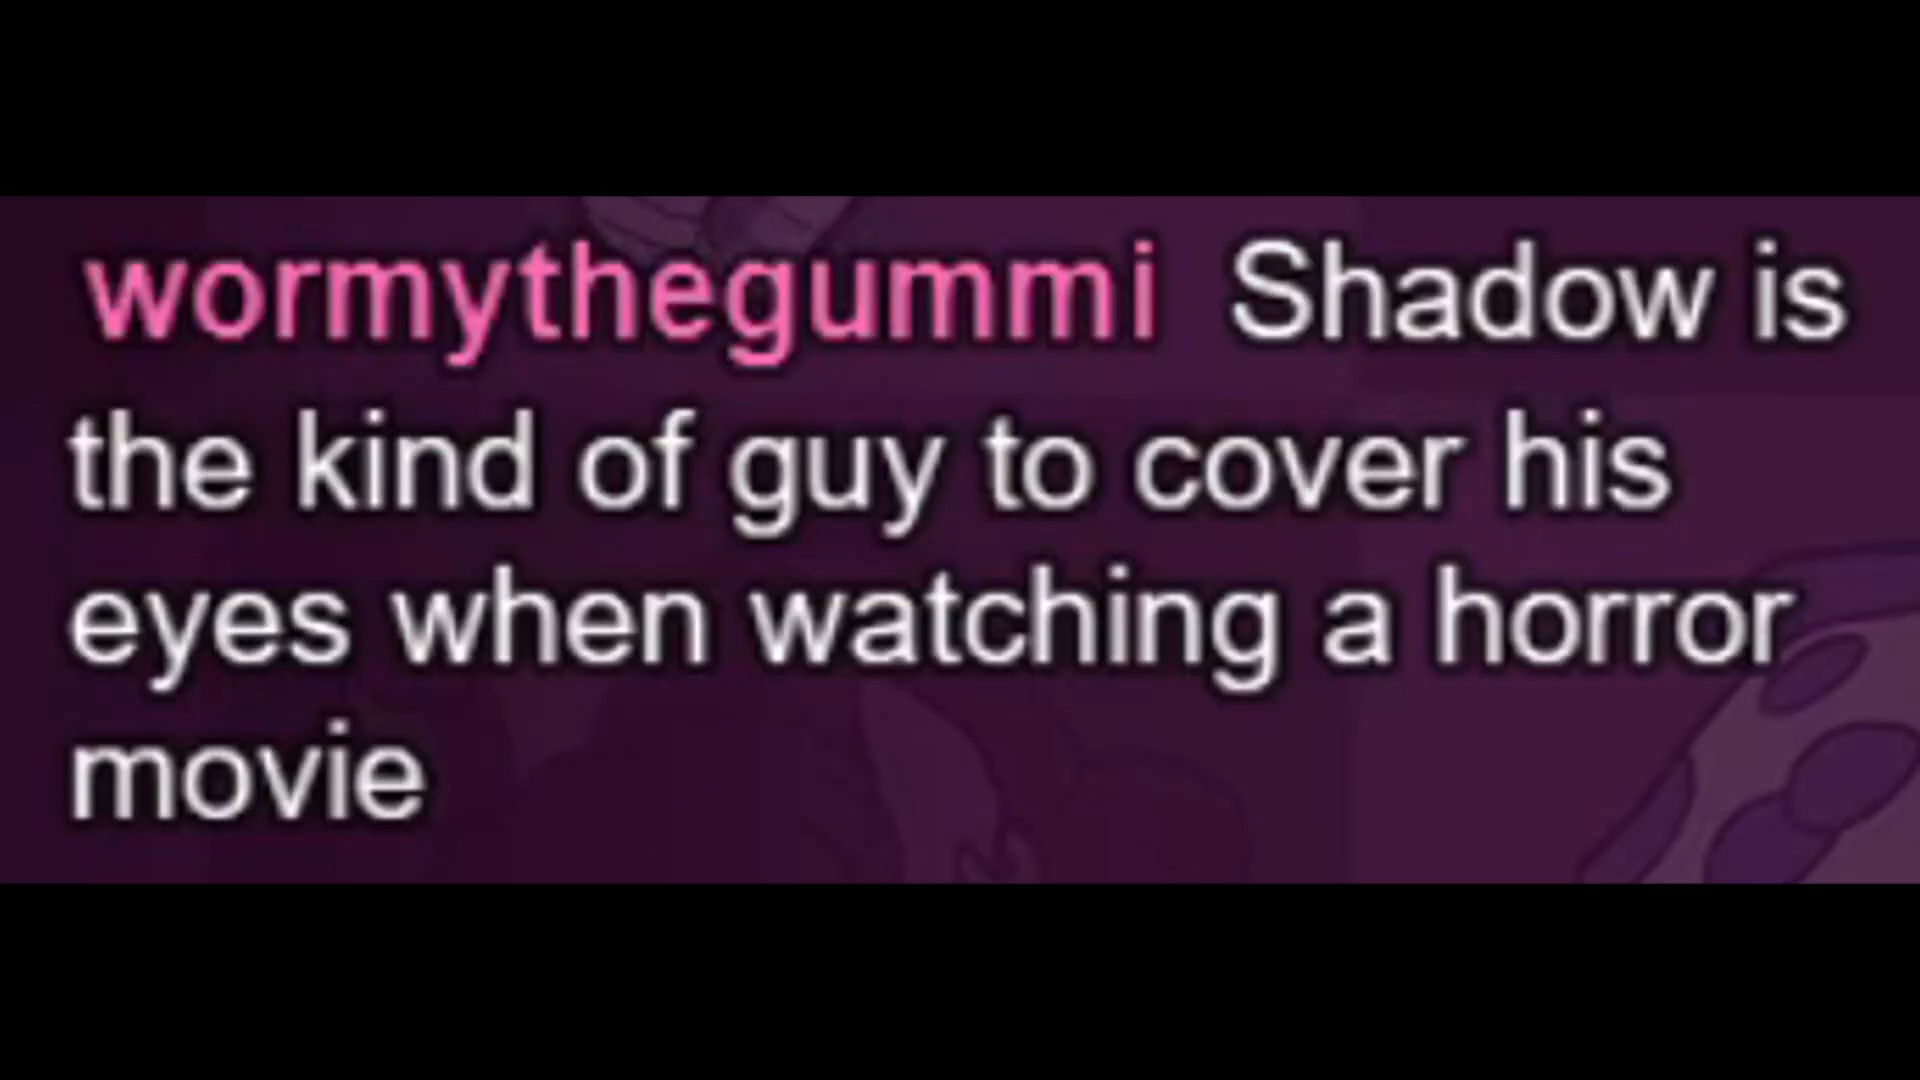 wormythegummi Shadow is
the kind of guy to cover his
eyes when watching a horror
movie